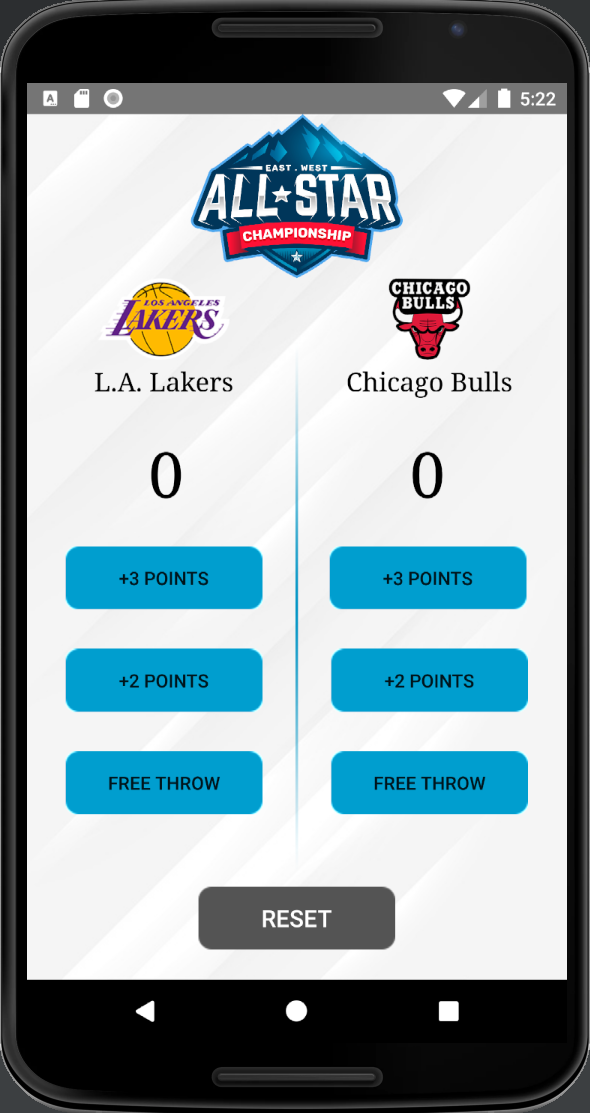 5:22
EAST . WEST
ALL STAR
CHAMPIONSHIP
LOS ANGELES
LAKERS
CHICAGO
BULLS
L.A. Lakers
Chicago Bulls
0
0
+3 POINTS
+3 POINTS
+2 POINTS
+2 POINTS
FREE THROW
FREE THROW
RESET